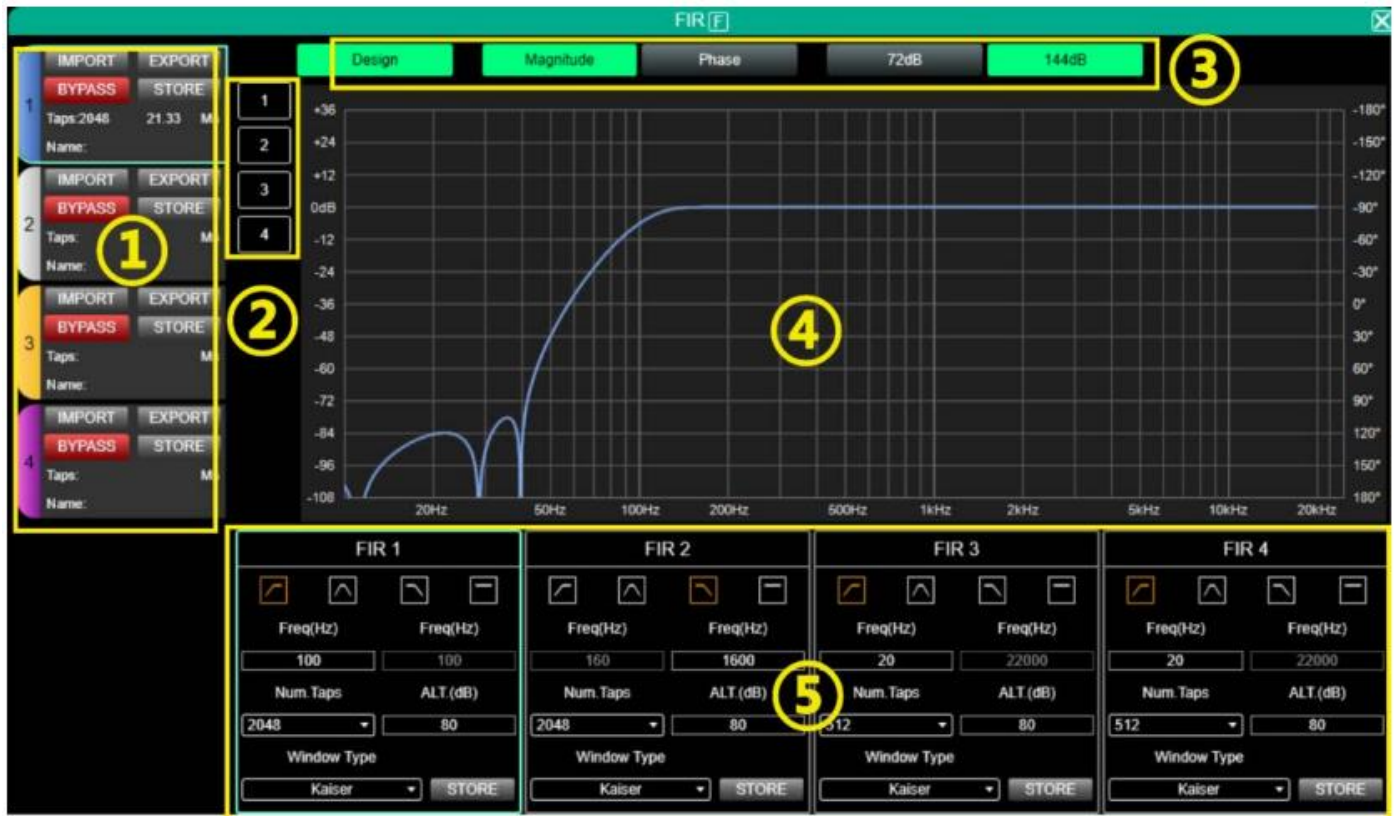 FIR F
Design Magnitude Phase 72dB 144dB
3
IMPORT EXPORT
BYPASS STORE
1
Taps:2048 21.33 M
Name:
IMPORT EXPORT
BYPASS STORE
2
Taps: M
Name:
1
IMPORT EXPORT
BYPASS STORE
3
Taps: M
Name:
IMPORT EXPORT
BYPASS STORE
4
Taps: M
Name:
1
2
3
4
2
+36 -180°
+24 -150°
+12 -120°
0dB -90°
-12 -60°
-24 -30°
-36 0°
-48 30°
-60 60°
-72 90°
-84 120°
-96 150°
-108 180°
4
20Hz 50Hz 100Hz 200Hz 500Hz 1kHz 2kHz 5kHz 10kHz 20kHz
FIR 1
Freq(Hz) Freq(Hz)
100 100
Num.Taps ALT.(dB)
2048 80
Window Type
Kaiser STORE
FIR 2
Freq(Hz) Freq(Hz)
160 1600
Num.Taps ALT.(dB)
2048 80
Window Type
Kaiser STORE
5
FIR 3
Freq(Hz) Freq(Hz)
20 22000
Num.Taps ALT.(dB)
512 80
Window Type
Kaiser STORE
FIR 4
Freq(Hz) Freq(Hz)
20 22000
Num.Taps ALT.(dB)
512 80
Window Type
Kaiser STORE